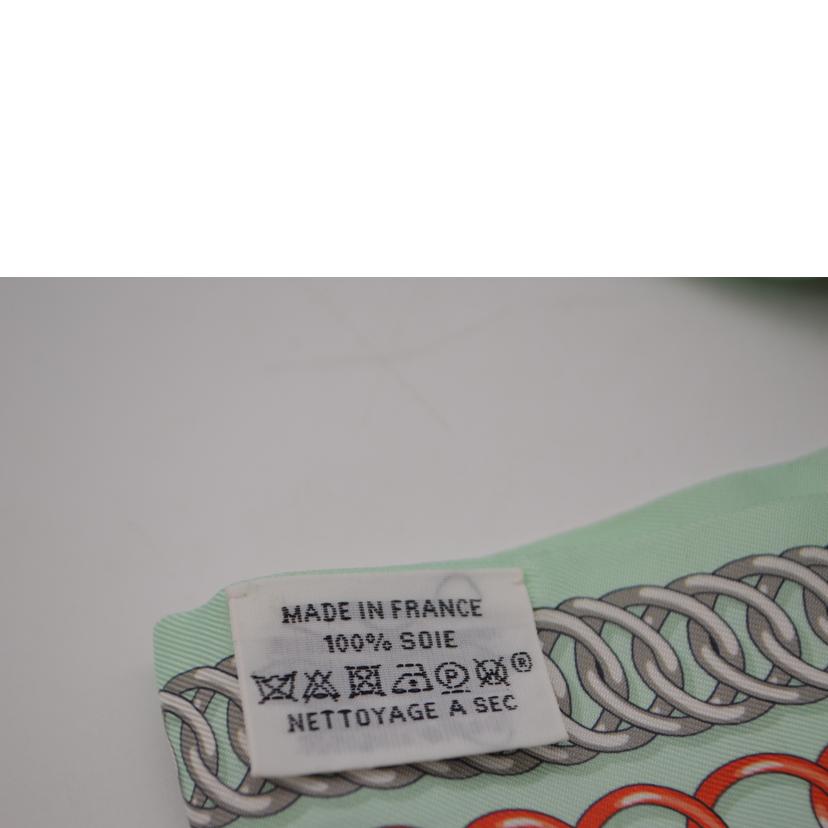 MADE IN FRANCE
100% SOIE
P ®
NETTOYAGE A SEC